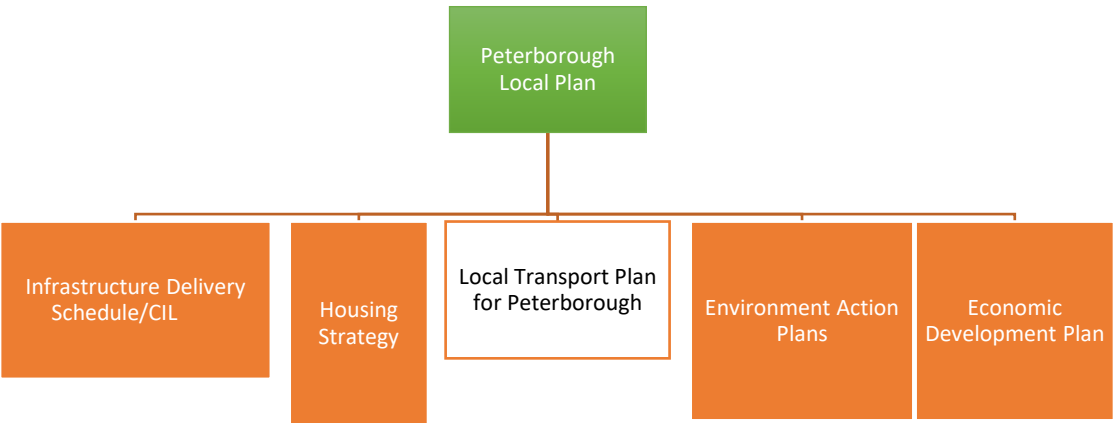 Peterborough
Local Plan
Infrastructure Delivery
Schedule/CIL
Housing
Strategy
Local Transport Plan
for Peterborough
Environment Action
Plans
Economic
Development Plan